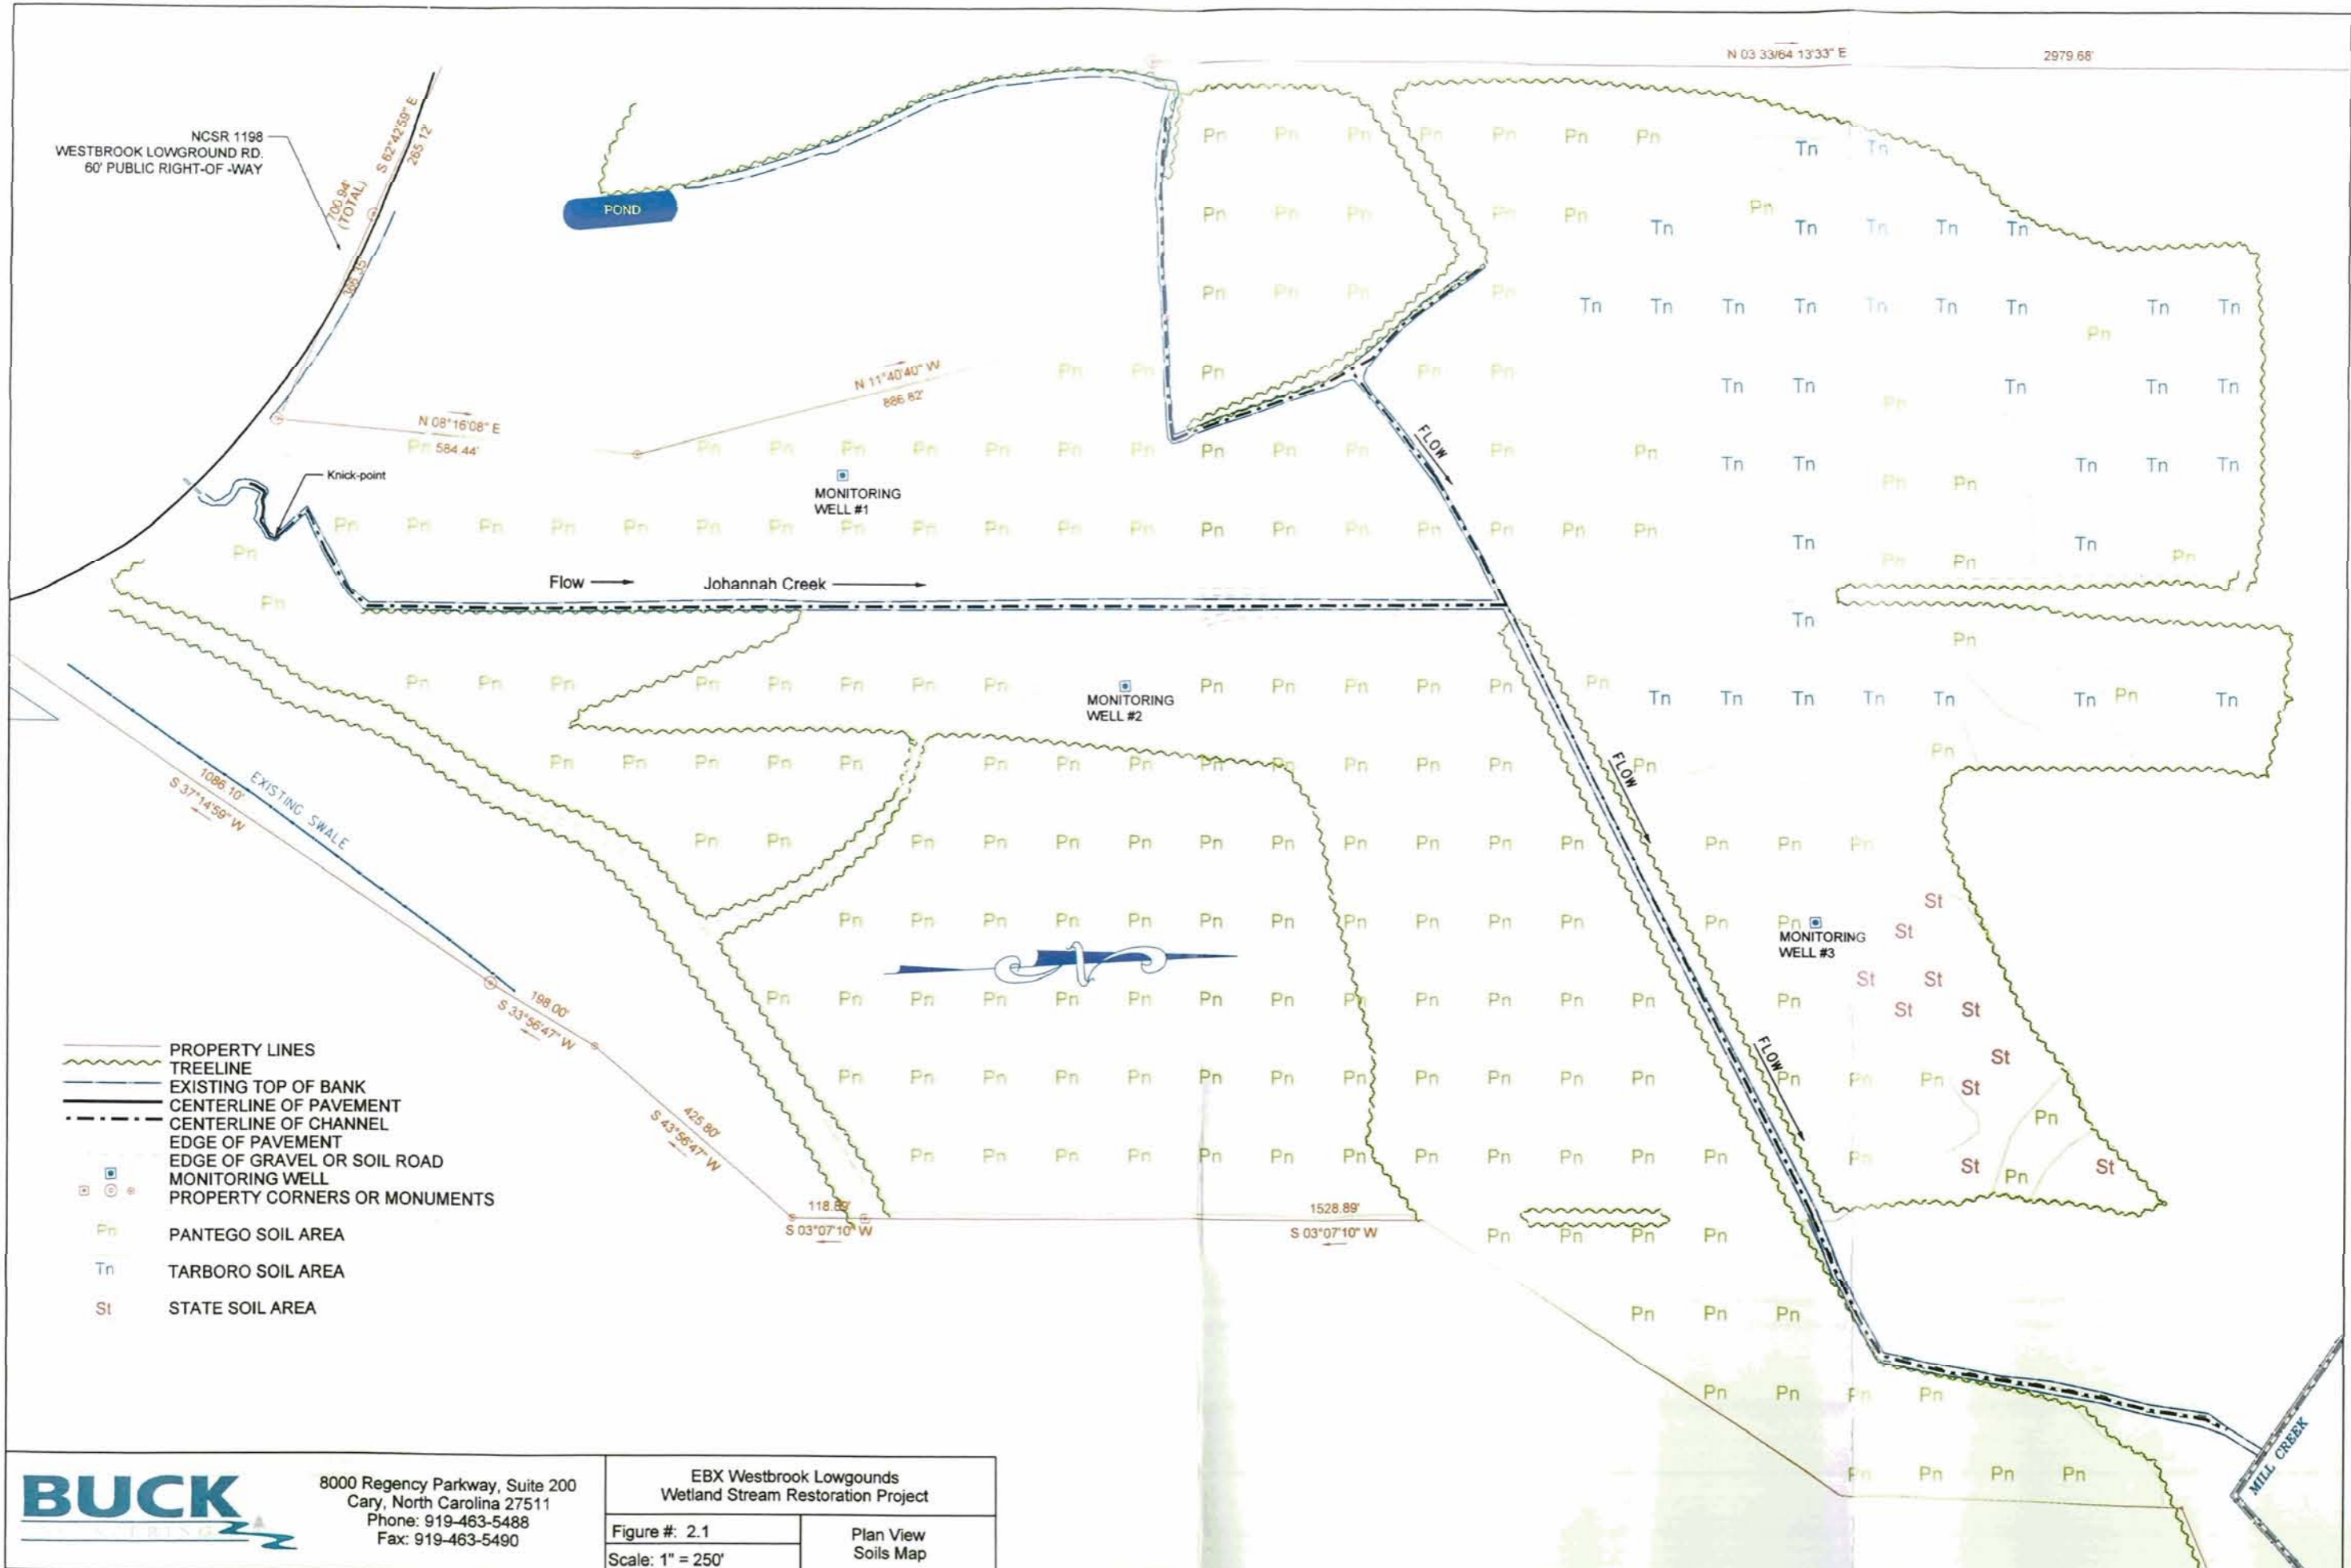 N 03 33/64 13'33" E
2979.68'
NCSR 1198
WESTBROOK LOWGROUND RD.
60' PUBLIC RIGHT-OF -WAY
700.94'
(TOTAL)
S 62°42'59" E
265.12'
POND
N 11°40'40" W
886.82'
N 08°16'08" E
584.44'
Knick-point
MONITORING
WELL #1
FLOW
Flow
Johannah Creek
MONITORING
WELL #2
FLOW
EXISTING SWALE
1086.10'
S 37°14'59" W
MONITORING
WELL #3
198.00'
S 33°56'47" W
FLOW
425.80'
S 43°56'47" W
118.89'
S 03°07'10" W
1528.89'
S 03°07'10" W
MILL CREEK
PROPERTY LINES
TREELINE
EXISTING TOP OF BANK
CENTERLINE OF PAVEMENT
CENTERLINE OF CHANNEL
EDGE OF PAVEMENT
EDGE OF GRAVEL OR SOIL ROAD
MONITORING WELL
PROPERTY CORNERS OR MONUMENTS
Pn PANTEGO SOIL AREA
Tn TARBORO SOIL AREA
St STATE SOIL AREA
BUCK
8000 Regency Parkway, Suite 200
Cary, North Carolina 27511
Phone: 919-463-5488
Fax: 919-463-5490
EBX Westbrook Lowgounds
Wetland Stream Restoration Project
Figure #: 2.1
Scale: 1" = 250'
Plan View
Soils Map